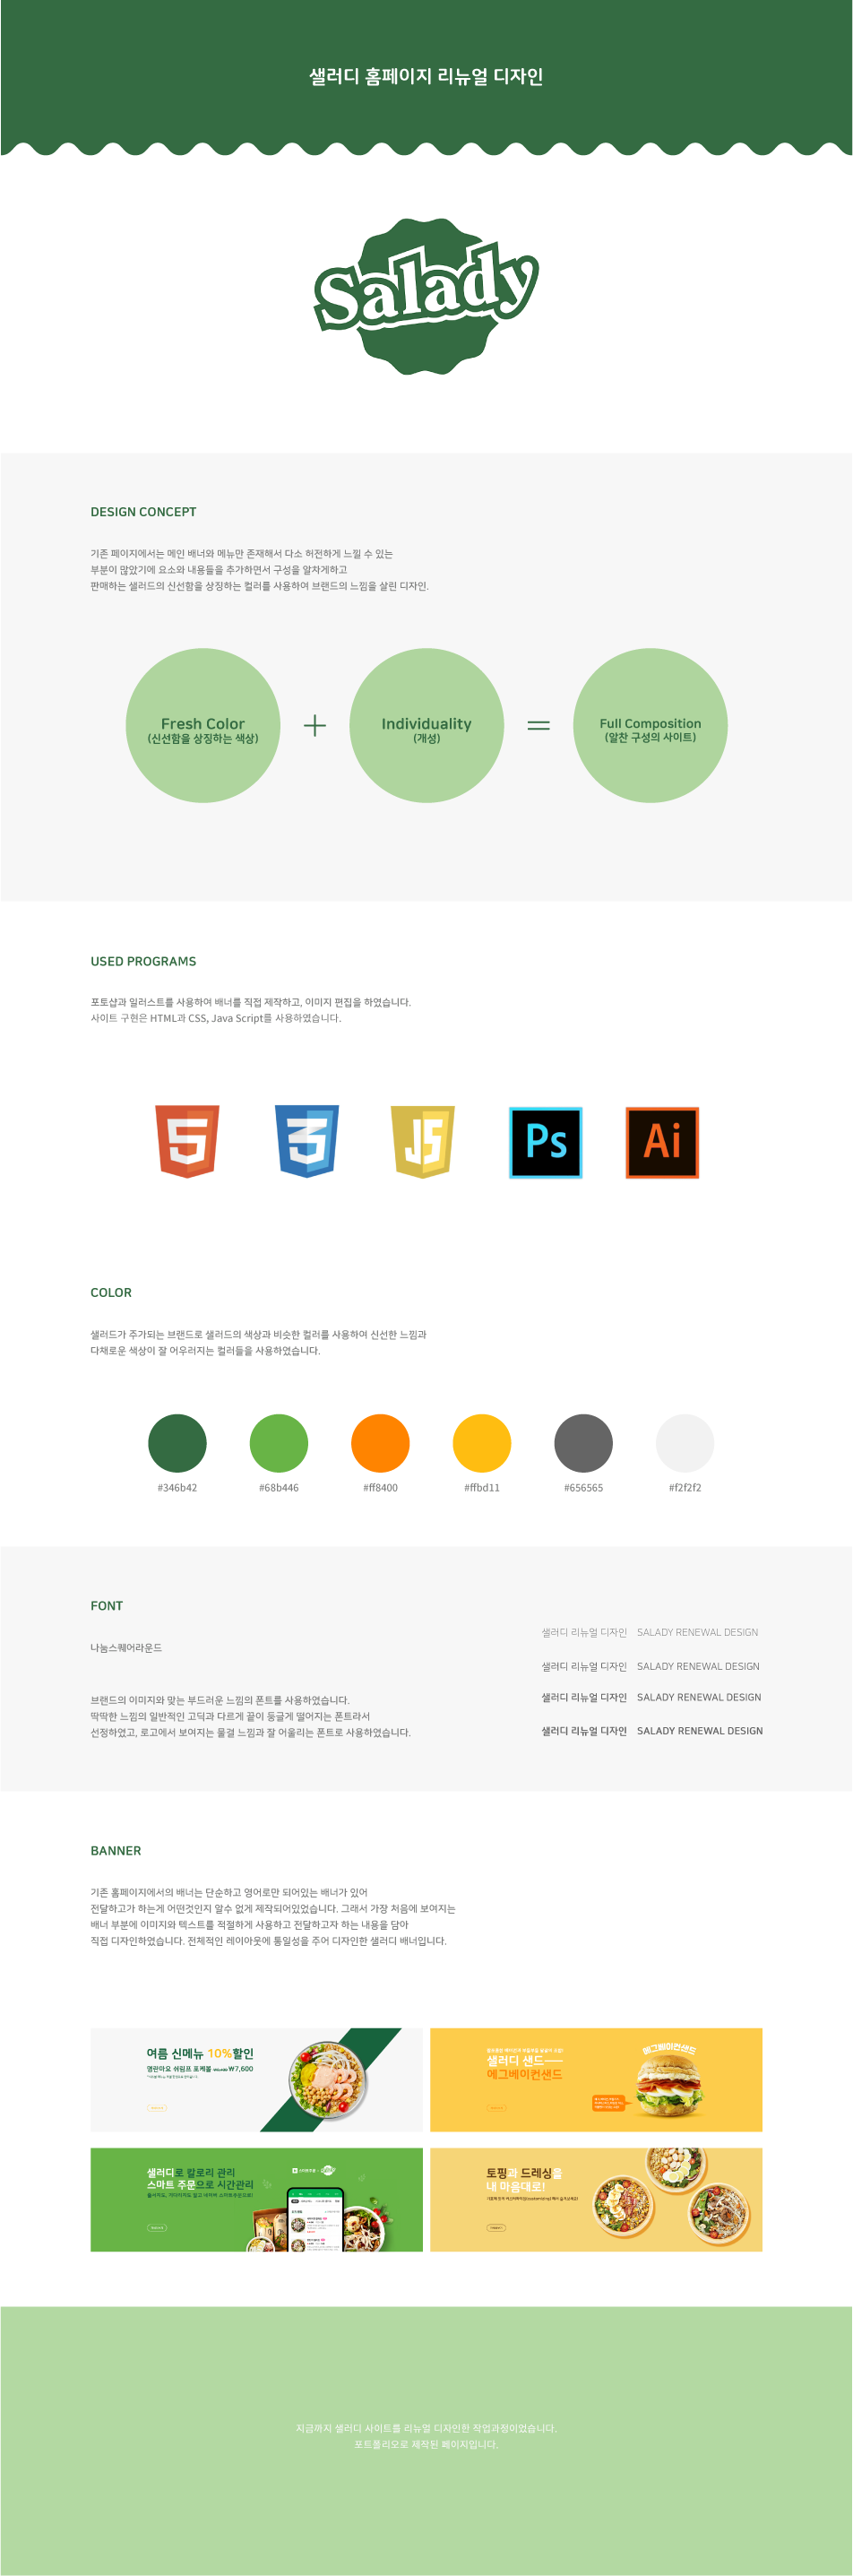 샐러디 홈페이지 리뉴얼 디자인
Salady
DESIGN CONCEPT
기존 페이지에서는 메인 배너와 메뉴만 존재해서 다소 허전하게 느낄 수 있는
부분이 많았기에 요소와 내용들을 추가하면서 구성을 알차게하고
판매하는 샐러드의 신선함을 상징하는 컬러를 사용하여 브랜드의 느낌을 살린 디자인.
Fresh Color
(신선함을 상징하는 색상)
+
Individuality
(개성)
=
Full Composition
(알찬 구성의 사이트)
USED PROGRAMS
포토샵과 일러스트를 사용하여 배너를 직접 제작하고, 이미지 편집을 하였습니다.
사이트 구현은 HTML과 CSS, Java Script를 사용하였습니다.
5
3
JS
Ps
Ai
COLOR
샐러드가 주가되는 브랜드로 샐러드의 색상과 비슷한 컬러를 사용하여 신선한 느낌과
다채로운 색상이 잘 어우러지는 컬러들을 사용하였습니다.
#346b42
#68b446
#ff8400
#ffbd11
#656565
#f2f2f2
FONT
나눔스퀘어라운드
브랜드의 이미지와 맞는 부드러운 느낌의 폰트를 사용하였습니다.
딱딱한 느낌의 일반적인 고딕과 다르게 끝이 둥글게 떨어지는 폰트라서
선정하였고, 로고에서 보여지는 물결 느낌과 잘 어울리는 폰트로 사용하였습니다.
샐러디 리뉴얼 디자인 SALADY RENEWAL DESIGN
샐러디 리뉴얼 디자인 SALADY RENEWAL DESIGN
샐러디 리뉴얼 디자인 SALADY RENEWAL DESIGN
샐러디 리뉴얼 디자인 SALADY RENEWAL DESIGN
BANNER
기존 홈페이지에서의 배너는 단순하고 영어로만 되어있는 배너가 있어
전달하고가 하는게 어떤것인지 알수 없게 제작되어있었습니다. 그래서 가장 처음에 보여지는
배너 부분에 이미지와 텍스트를 적절하게 사용하고 전달하고자 하는 내용을 담아
직접 디자인하였습니다. 전체적인 레이아웃에 통일성을 주어 디자인한 샐러디 배너입니다.
여름 신메뉴 10%할인
명란마요 쉬림프 포케볼 ₩7,600
샐러디 샌드
에그베이컨샌드
에그베이컨샌드
샐러디로 칼로리 관리
스마트 주문으로 시간관리
토핑과 드레싱을
내 마음대로!
지금까지 샐러디 사이트를 리뉴얼 디자인한 작업과정이었습니다.
포트폴리오로 제작된 페이지입니다.